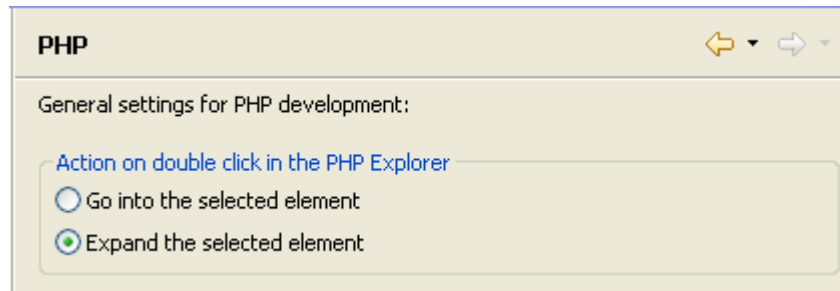 PHP
General settings for PHP development:
Action on double click in the PHP Explorer
Go into the selected element
Expand the selected element